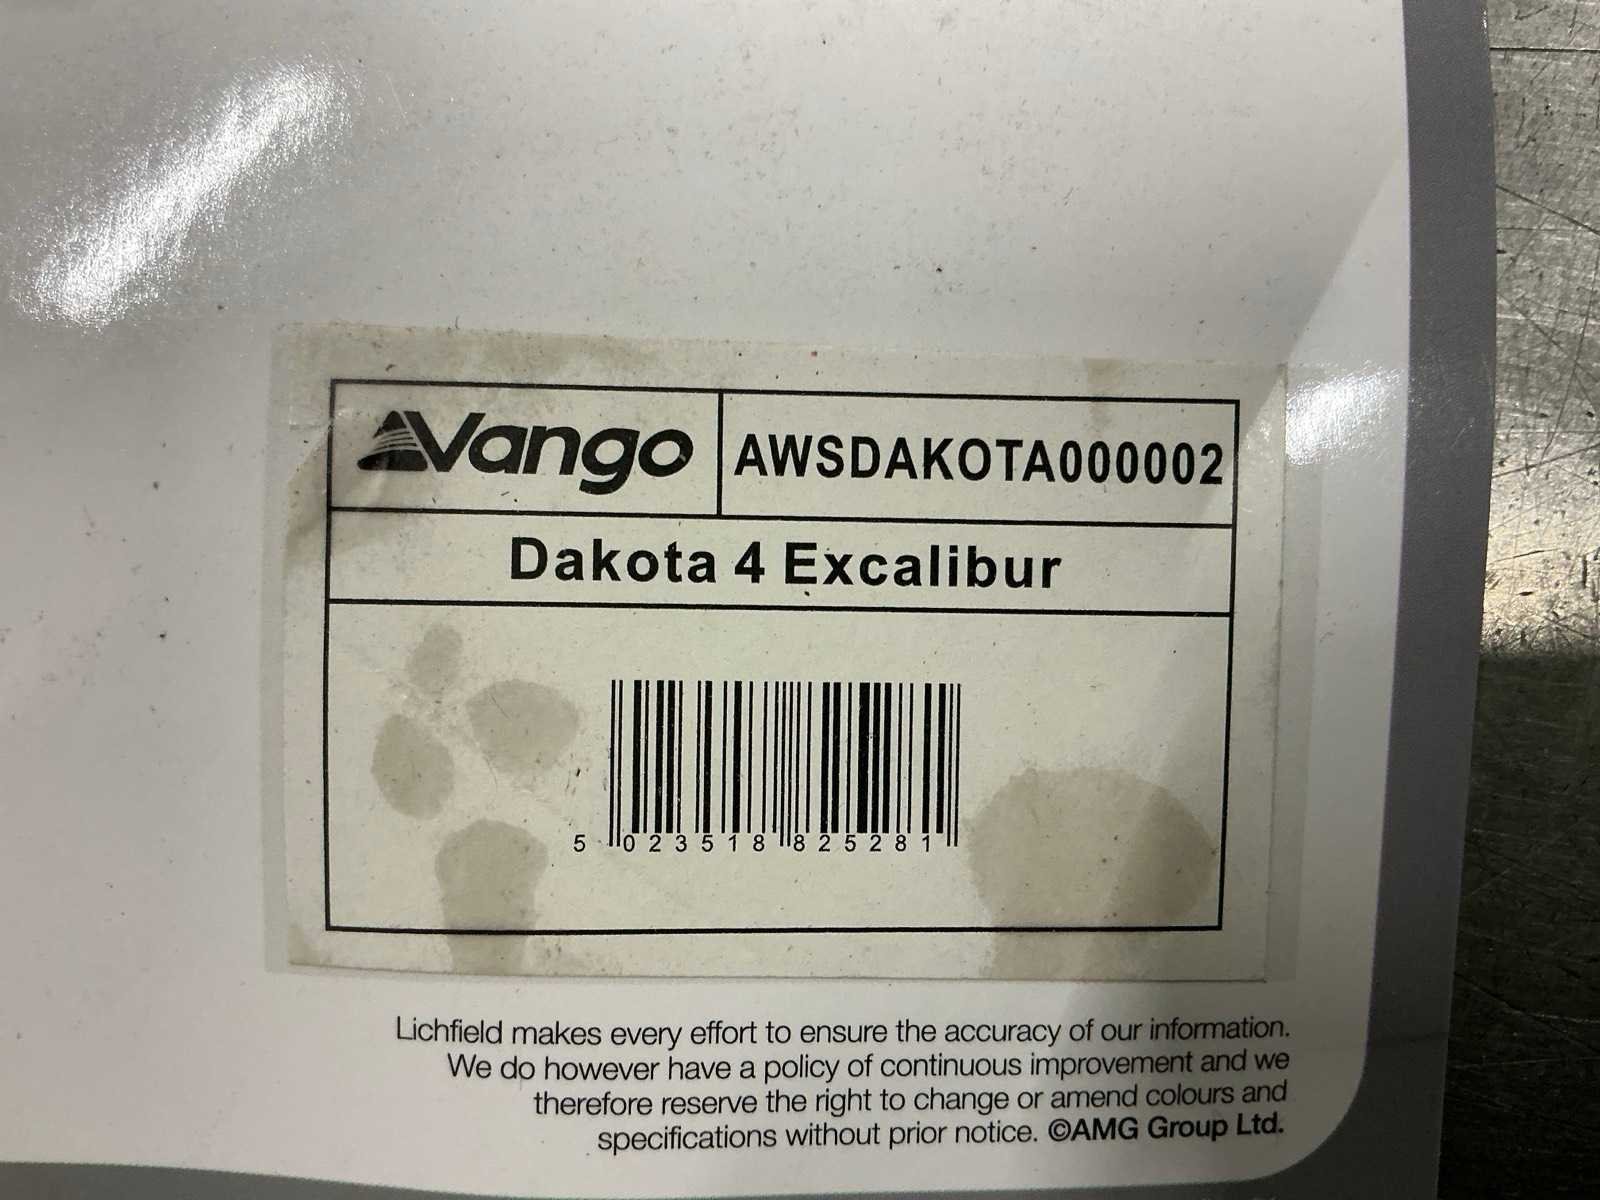 Vango
AWSDAKOTA000002
Dakota 4 Excalibur
5 023518 825281
Lichfield makes every effort to ensure the accuracy of our information.
We do however have a policy of continuous improvement and we
therefore reserve the right to change or amend colours and
specifications without prior notice. ©AMG Group Ltd.